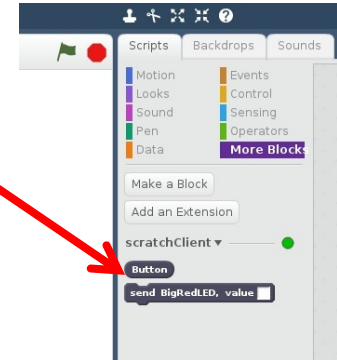 Scripts Backdrops Sounds
Motion Events
Looks Control
Sound Sensing
Pen Operators
Data More Blocks
Make a Block
Add an Extension
scratchClient
Button
send BigRedLED, value